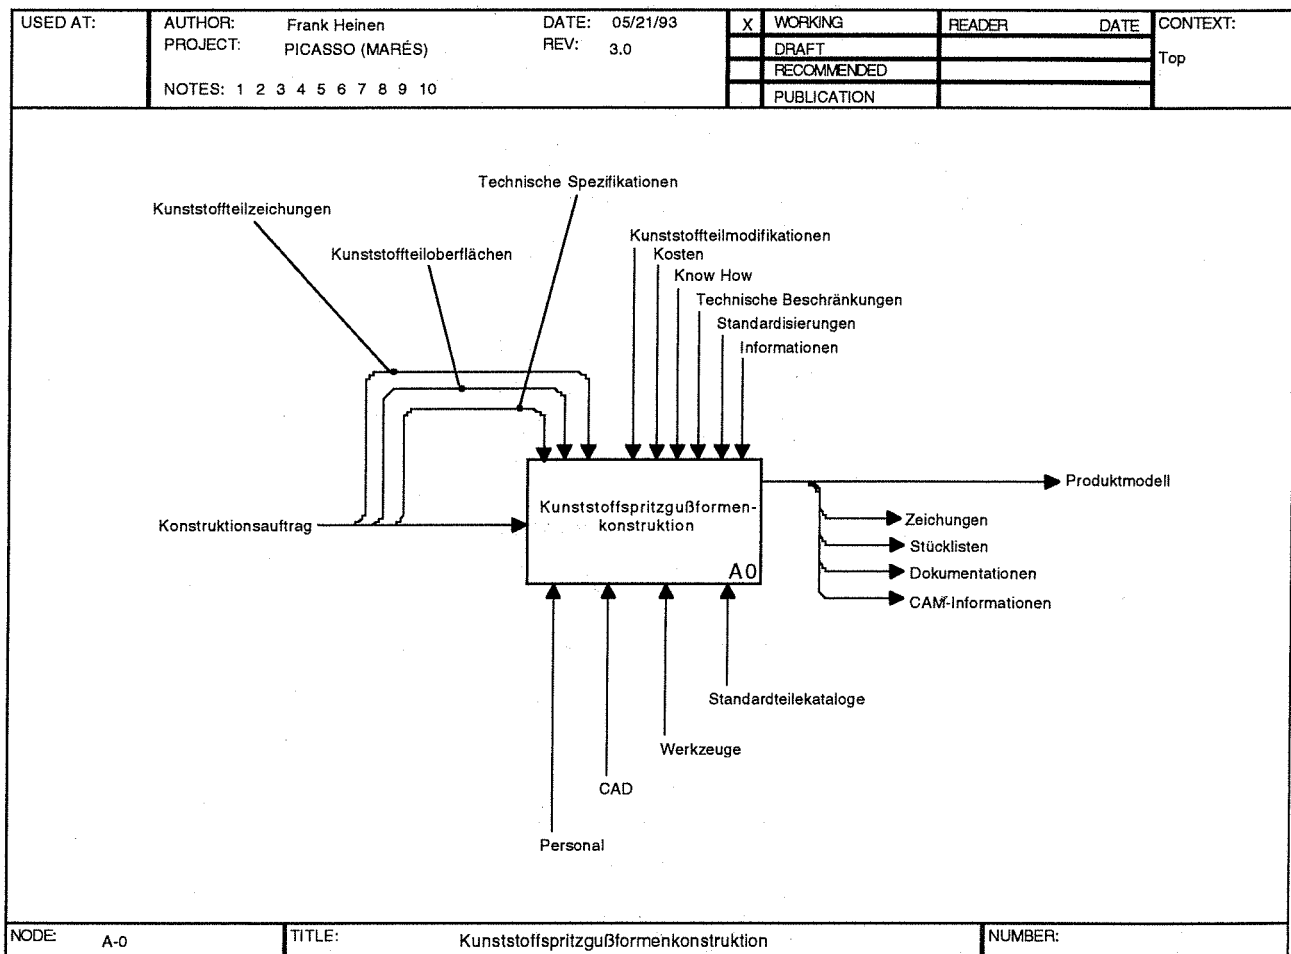 USED AT:
AUTHOR: Frank Heinen
DATE: 05/21/93
PROJECT: PICASSO (MARÉS)
REV: 3.0
NOTES: 1 2 3 4 5 6 7 8 9 10
X WORKING
DRAFT
RECOMMENDED
PUBLICATION
READER DATE
CONTEXT:
Top
Technische Spezifikationen
Kunststoffteilzeichungen
Kunststoffteiloberflächen
Kunststoffteilmodifikationen
Kosten
Know How
Technische Beschränkungen
Standardisierungen
Informationen
Konstruktionsauftrag
Kunststoffspritzgußformen-
konstruktion
A0
Produktmodell
Zeichungen
Stücklisten
Dokumentationen
CAM-Informationen
Standardteilekataloge
Werkzeuge
CAD
Personal
NODE: A-0
TITLE: Kunststoffspritzgußformenkonstruktion
NUMBER: